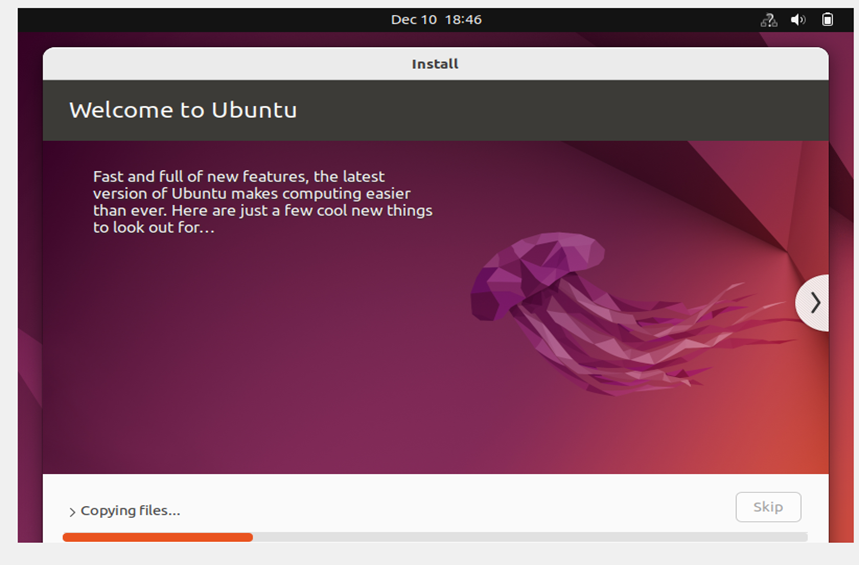 Dec 10 18:46
Install
Welcome to Ubuntu
Fast and full of new features, the latest
version of Ubuntu makes computing easier
than ever. Here are just a few cool new things
to look out for…
Copying files...
Skip